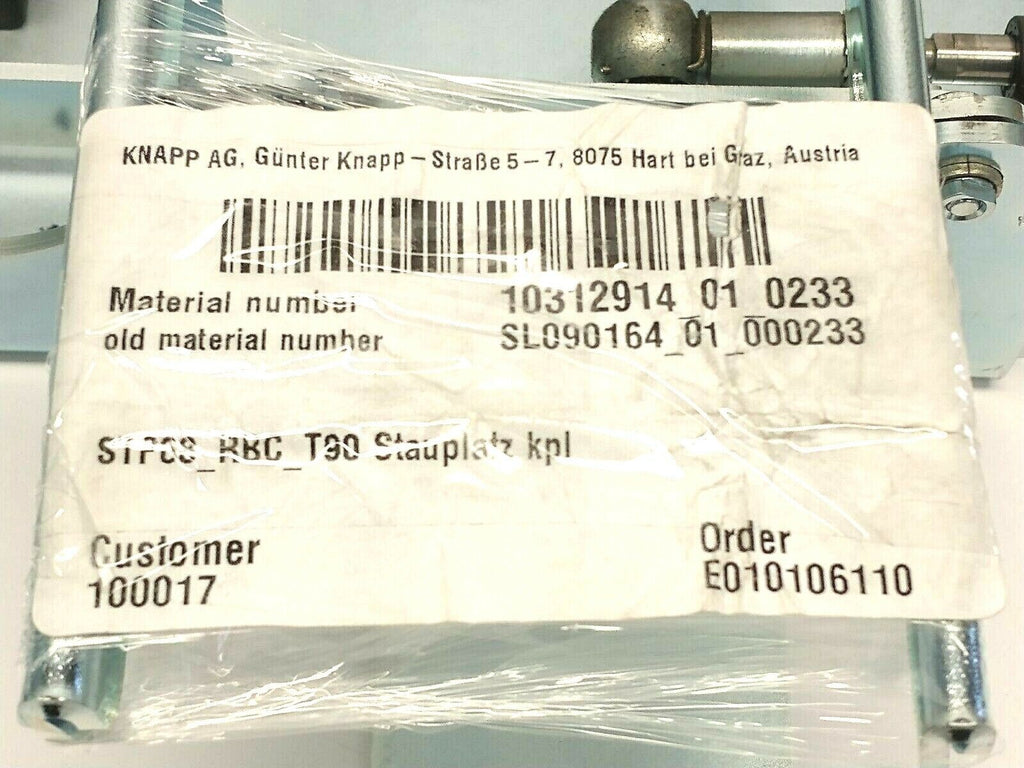 KNAPP AG, Günter Knapp – Straße 5 – 7, 8075 Hart bei Graz, Austria
Material number 10312914_01_0233
old material number SL090164_01_000233
T90 Stauplatz kpl
Customer
100017
Order
E010106110